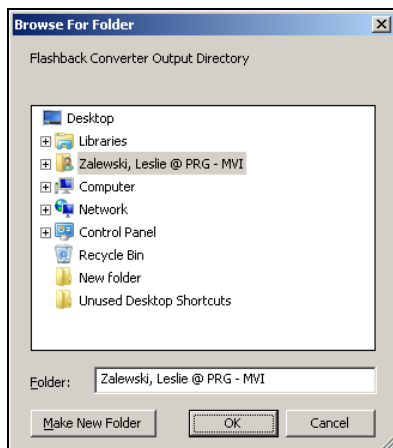 Browse For Folder
Flashback Converter Output Directory
Desktop
Libraries
Zalewski, Leslie @ PRG - MVI
Computer
Network
Control Panel
Recycle Bin
New folder
Unused Desktop Shortcuts
Folder: Zalewski, Leslie @ PRG - MVI
Make New Folder OK Cancel